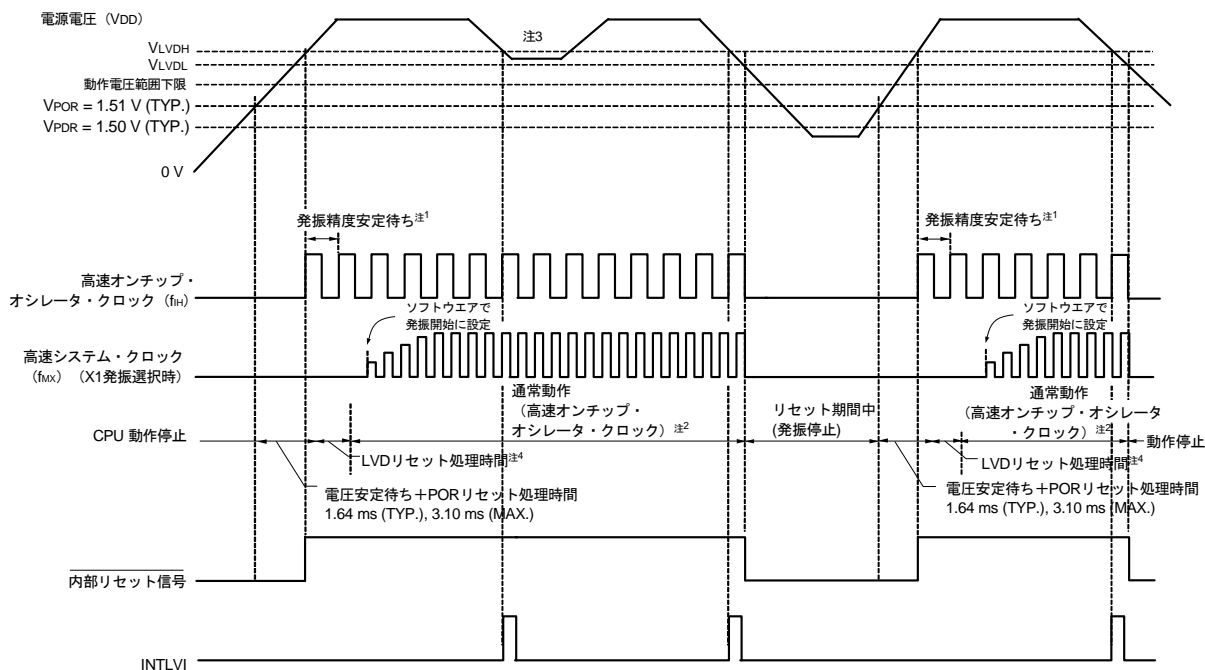 電源電圧（VDD）
注3
VLVDH
VLVDL
動作電圧範囲下限
VPOR = 1.51 V (TYP.)
VPDR = 1.50 V (TYP.)
0 V
発振精度安定待ち注1
発振精度安定待ち注1
高速オンチップ・
オシレータ・クロック（fIH）
ソフトウエアで
発振開始に設定
ソフトウエアで
発振開始に設定
高速システム・クロック
（fMX）（X1発振選択時）
通常動作
（高速オンチップ・
オシレータ・クロック）注2
リセット期間中
(発振停止)
通常動作
（高速オンチップ・オシレータ
・クロック）注2
CPU 動作停止
動作停止
LVDリセット処理時間注4
LVDリセット処理時間注4
電圧安定待ち＋PORリセット処理時間
1.64 ms (TYP.), 3.10 ms (MAX.)
電圧安定待ち＋PORリセット処理時間
1.64 ms (TYP.), 3.10 ms (MAX.)
内部リセット信号
INTLVI